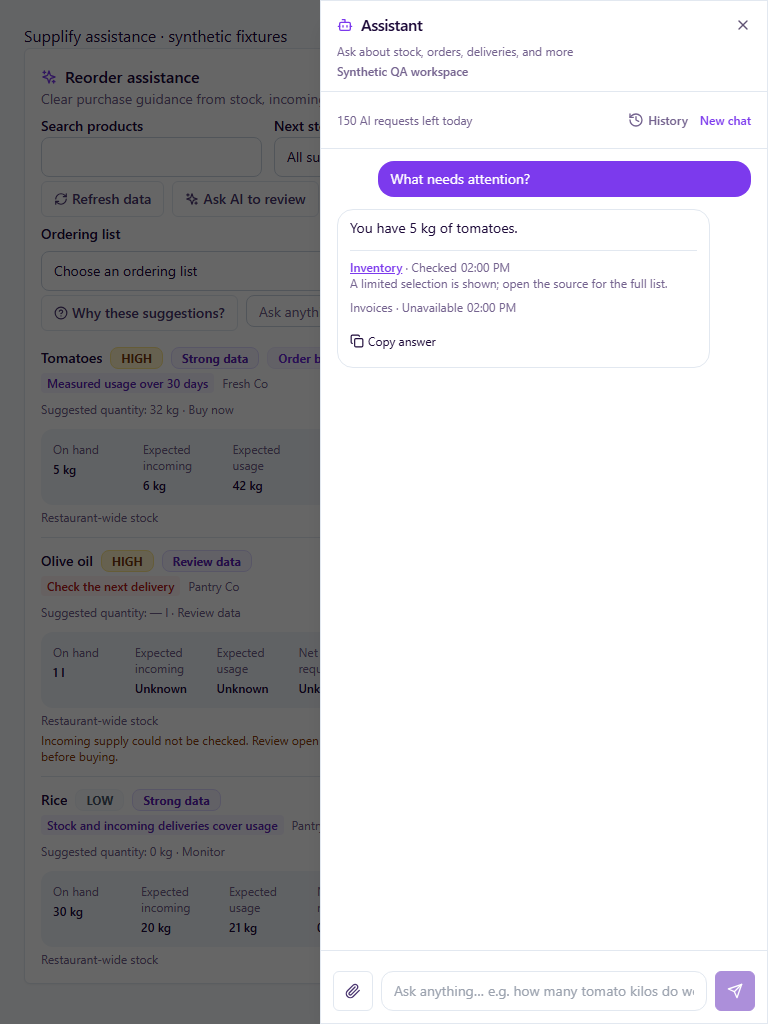 Supplify assistance · synthetic fixtures
Reorder assistance
Clear purchase guidance from stock, incoming
Search products
Next
All
Refresh data
Ask AI to review
Ordering list
Choose an ordering list
Why these suggestions?
Ask
Tomatoes
HIGH
Strong data
Order
Measured usage over 30 days
Fresh Co
Suggested quantity: 32 kg · Buy now
On hand
5 kg
Expected incoming
6 kg
Expected usage
42 kg
Restaurant-wide stock
Olive oil
HIGH
Review data
Check the next delivery
Pantry Co
Suggested quantity: — l · Review data
On hand
1 l
Expected incoming
Unknown
Expected usage
Unknown
Net
Restaurant-wide stock
Incoming supply could not be checked. Review open
before buying.
Rice
LOW
Strong data
Stock and incoming deliveries cover usage
Suggested quantity: 0 kg · Monitor
On hand
30 kg
Expected incoming
20 kg
Expected usage
21 kg
Restaurant-wide stock
Assistant
Ask about stock, orders, deliveries, and more
Synthetic QA workspace
150 AI requests left today
History
New chat
What needs attention?
You have 5 kg of tomatoes.
Inventory · Checked 02:00 PM
A limited selection is shown; open the source for the full list.
Invoices · Unavailable 02:00 PM
Copy answer
Ask anything... e.g. how many tomato kilos do